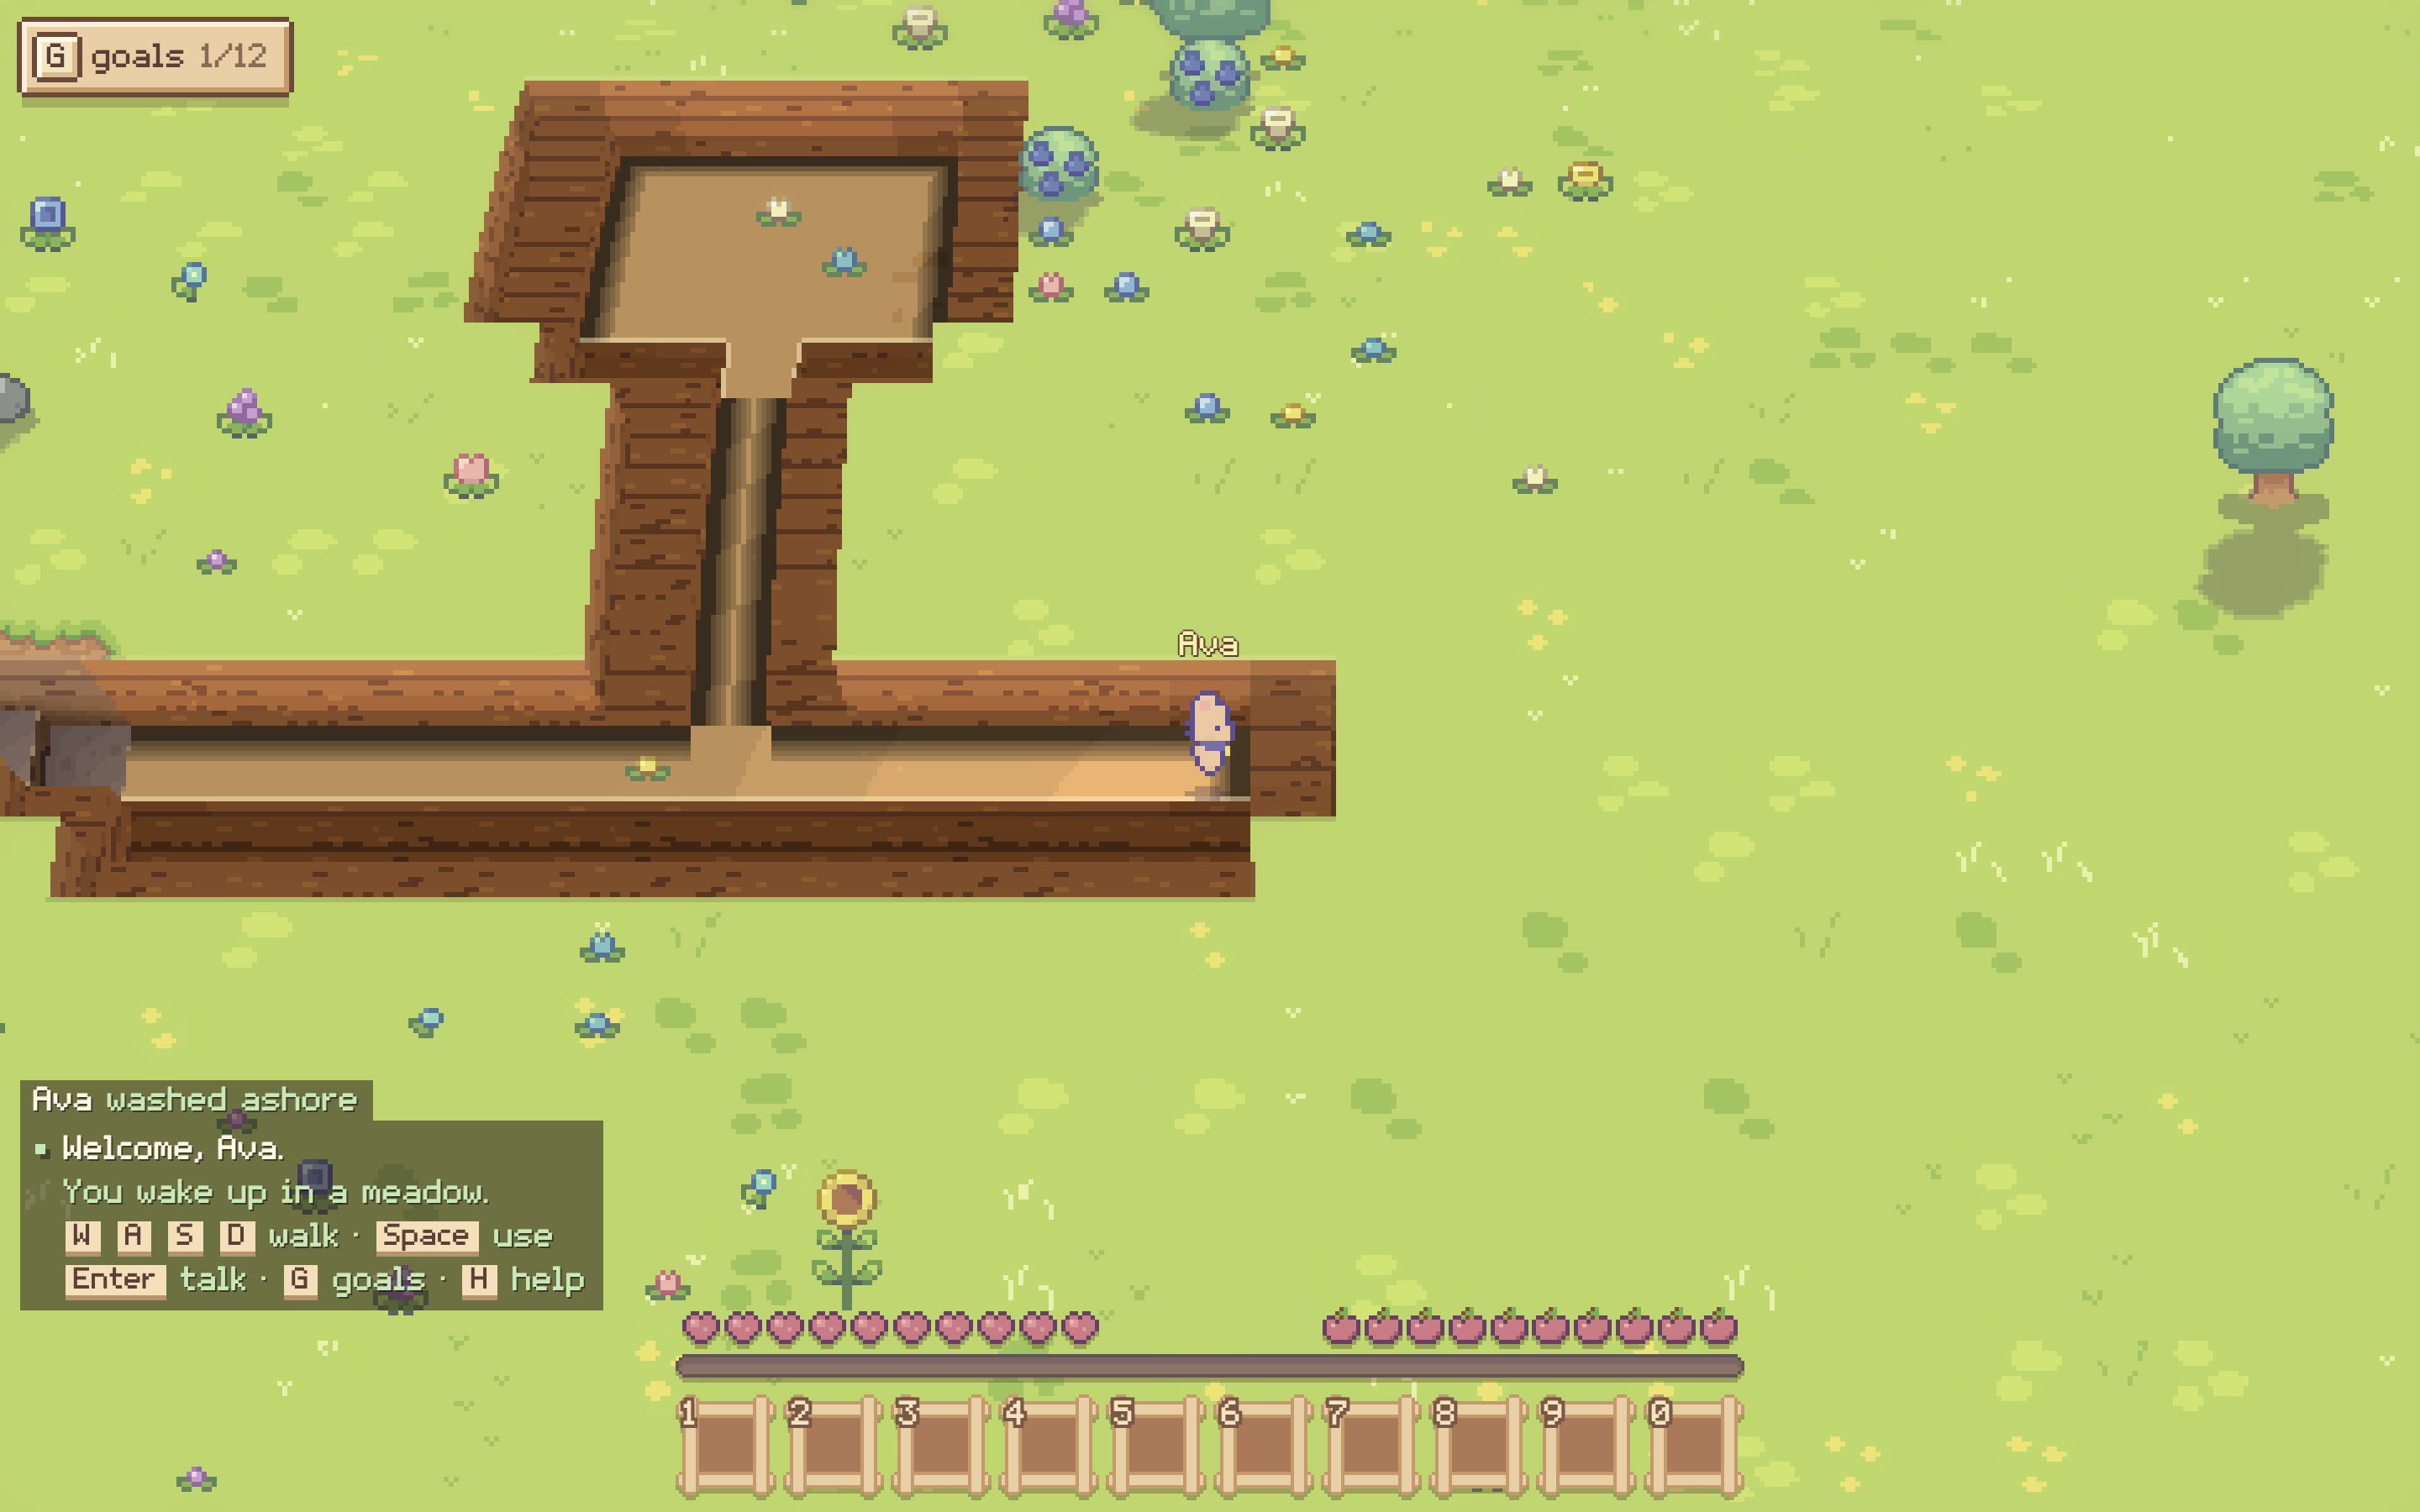 G goals 1/12
Ava
Ava washed ashore
Welcome, Ava.
You wake up in a meadow.
W A S D walk · Space use
Enter talk · G goals · H help
1 2 3 4 5 6 7 8 9 0